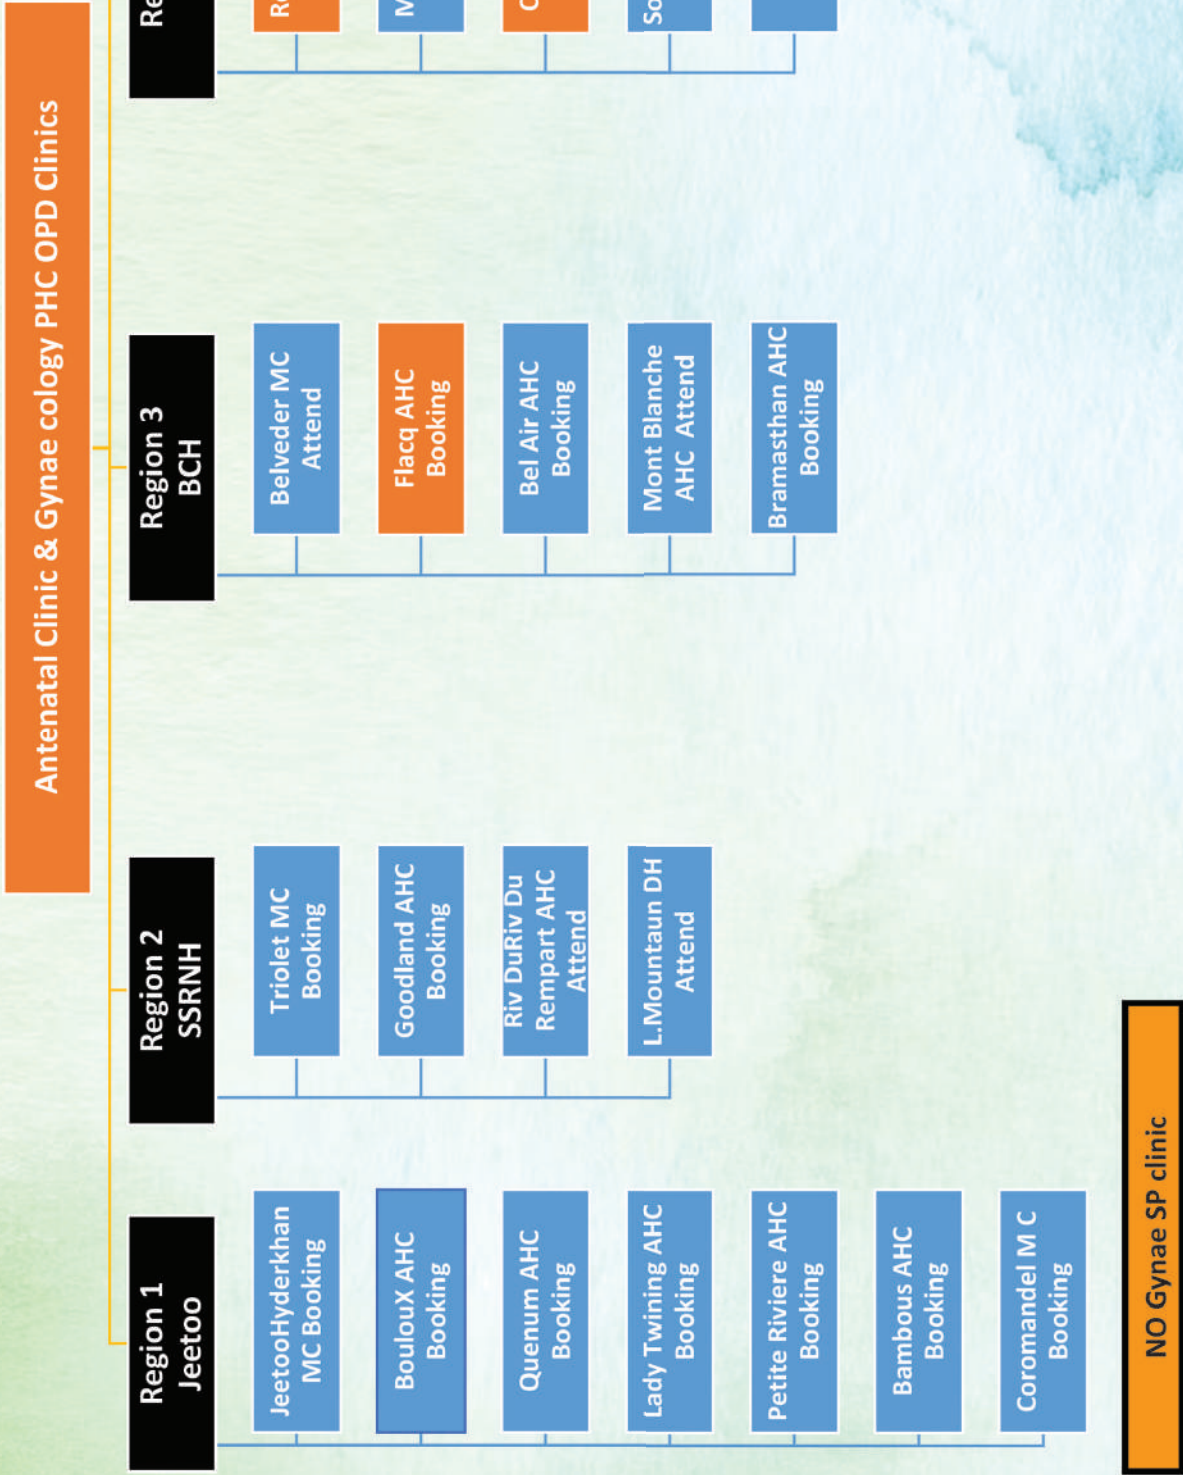 Antenatal Clinic & Gynae cology PHC OPD Clinics
Region 1
Jeetoo
JeetooHyderkhan
MC Booking
BoulouX AHC
Booking
Quenum AHC
Booking
Lady Twining AHC
Booking
Petite Riviere AHC
Booking
Bambous AHC
Booking
Coromandel M C
Booking
Region 2
SSRNH
Triolet MC
Booking
Goodland AHC
Booking
Riv DuRiv Du
Rempart AHC
Attend
L.Mountaun DH
Attend
Region 3
BCH
Belveder MC
Attend
Flacq AHC
Booking
Bel Air AHC
Booking
Mont Blanche
AHC Attend
Bramasthan AHC
Booking
NO Gynae SP clinic